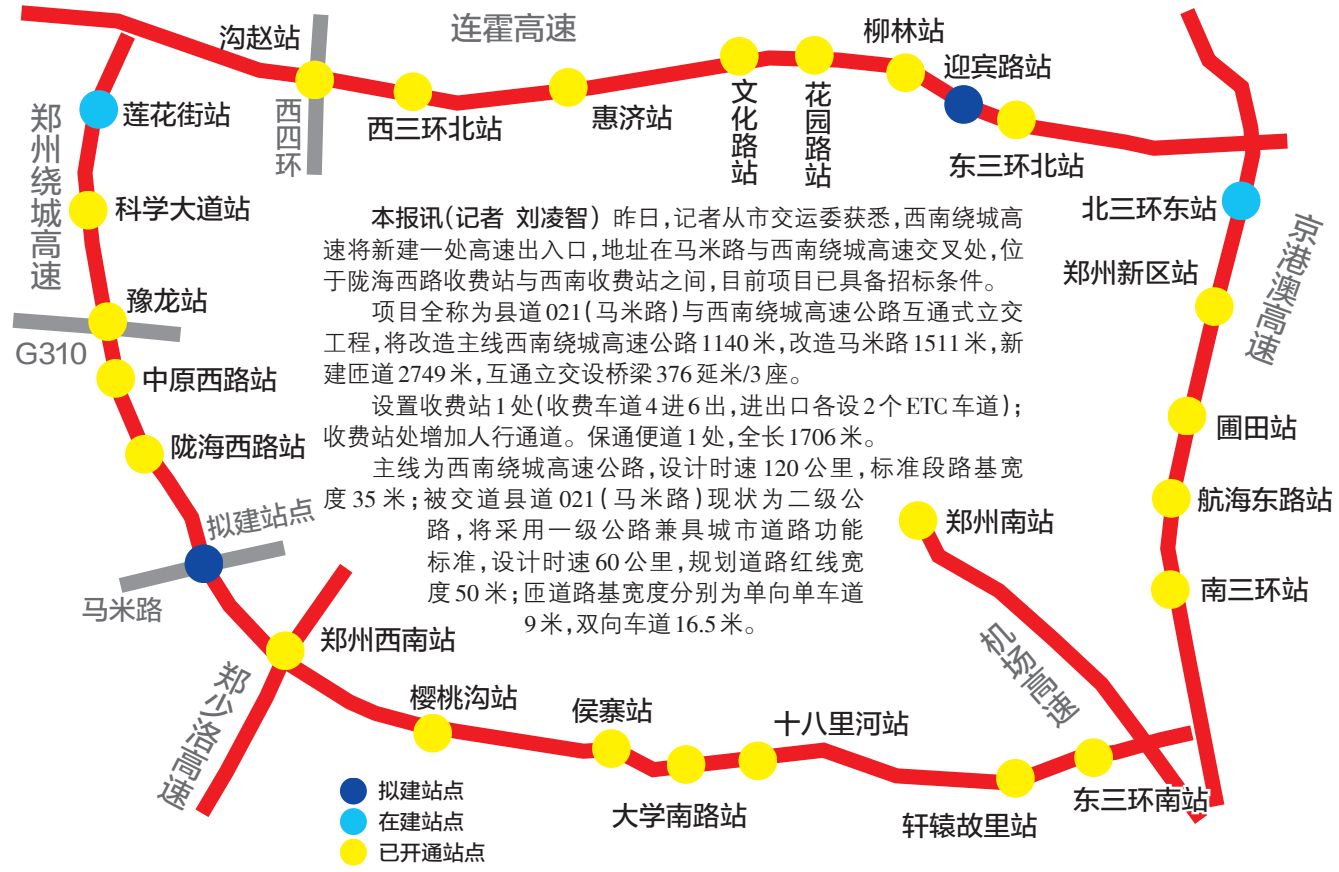 连霍高速
沟赵站
西四环
西三环北站
惠济站
文化路站
花园路站
柳林站
迎宾路站
东三环北站
郑州绕城高速
莲花街站
科学大道站
豫龙站
G310
中原西路站
陇海西路站
拟建站点
马米路
郑州西南站
郑少洛高速
樱桃沟站
侯寨站
大学南路站
十八里河站
轩辕故里站
东三环南站
机场高速
郑州南站
北三环东站
京港澳高速
郑州新区站
圃田站
航海东路站
南三环站
本报讯(记者 刘凌智) 昨日,记者从市交运委获悉,西南绕城高
速将新建一处高速出入口,地址在马米路与西南绕城高速交叉处,位
于陇海西路收费站与西南收费站之间,目前项目已具备招标条件。
项目全称为县道021(马米路)与西南绕城高速公路互通式立交
工程,将改造主线西南绕城高速公路1140米,改造马米路1511米,新
建匝道2749米,互通立交设桥梁376延米/3座。
设置收费站1处(收费车道4进6出,进出口各设2个ETC车道);
收费站处增加人行通道。保通便道1处,全长1706米。
主线为西南绕城高速公路,设计时速120公里,标准段路基宽
度35米;被交道县道021(马米路)现状为二级公
路,将采用一级公路兼具城市道路功能
标准,设计时速60公里,规划道路红线宽
度50米;匝道路基宽度分别为单向单车道
9米,双向车道16.5米。
拟建站点
在建站点
已开通站点